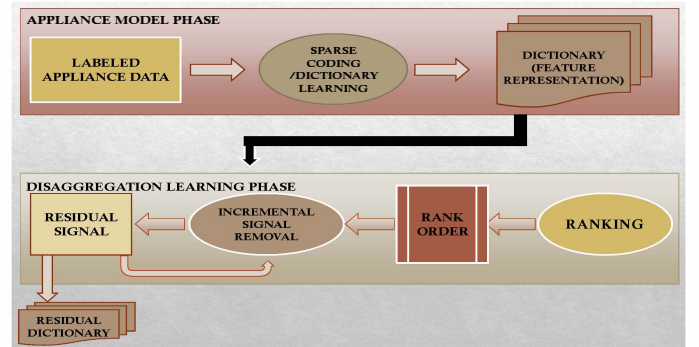 APPLIANCE MODEL PHASE
LABELED
APPLIANCE DATA
SPARSE
CODING
/DICTIONARY
LEARNING
DICTIONARY
(FEATURE
REPRESENTATION)
DISAGGREGATION LEARNING PHASE
RESIDUAL
SIGNAL
INCREMENTAL
SIGNAL
REMOVAL
RANK
ORDER
RANKING
RESIDUAL
DICTIONARY